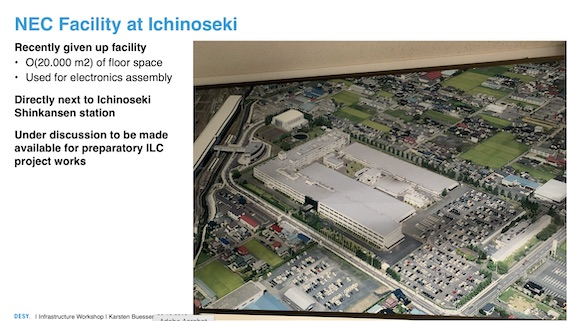 NEC Facility at Ichinoseki
Recently given up facility
• O(20.000 m2) of floor space
• Used for electronics assembly
Directly next to Ichinoseki
Shinkansen station
Under discussion to be made
available for preparatory ILC
project works
DESY. | Infrastructure Workshop | Karsten Buesser
Adobe Acrobat